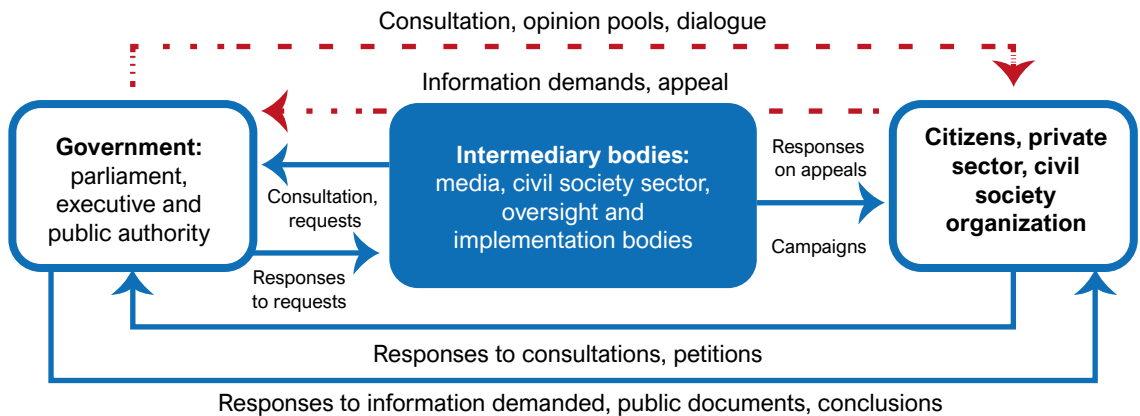 Consultation, opinion pools, dialogue
Information demands, appeal
Government:
parliament,
executive and
public authority
Consultation,
requests
Responses
to requests
Intermediary bodies:
media, civil society sector,
oversight and
implementation bodies
Responses
on appeals
Campaigns
Citizens, private
sector, civil
society
organization
Responses to consultations, petitions
Responses to information demanded, public documents, conclusions